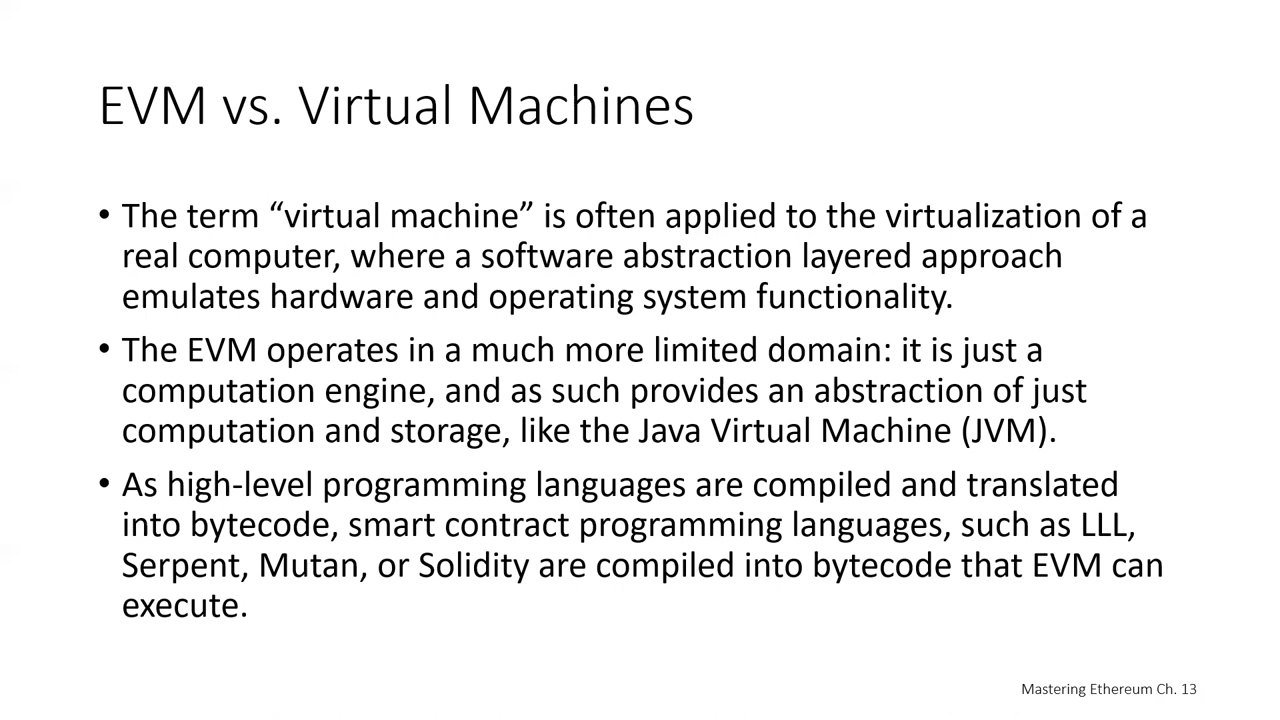 EVM vs. Virtual Machines
• The term “virtual machine” is often applied to the virtualization of a
real computer, where a software abstraction layered approach
emulates hardware and operating system functionality.
• The EVM operates in a much more limited domain: it is just a
computation engine, and as such provides an abstraction of just
computation and storage, like the Java Virtual Machine (JVM).
• As high-level programming languages are compiled and translated
into bytecode, smart contract programming languages, such as LLL,
Serpent, Mutan, or Solidity are compiled into bytecode that EVM can
execute.
Mastering Ethereum Ch. 13